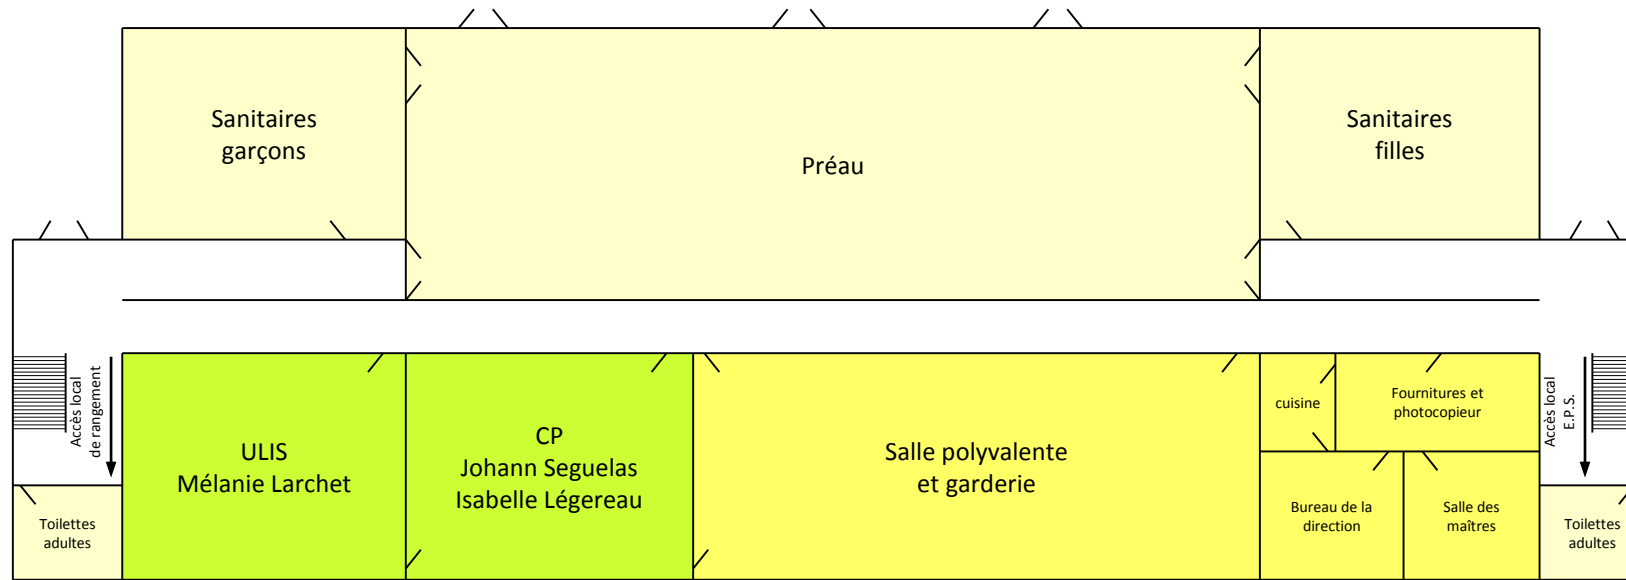 Sanitaires
garçons
Préau
Sanitaires
filles
Accès local
de rangement
ULIS
Mélanie Larchet
CP
Johann Seguelas
Isabelle Légereau
Salle polyvalente
et garderie
cuisine
Fournitures et
photocopieur
Accès local
E.P.S.
Toilettes
adultes
Bureau de la
direction
Salle des
maîtres
Toilettes
adultes